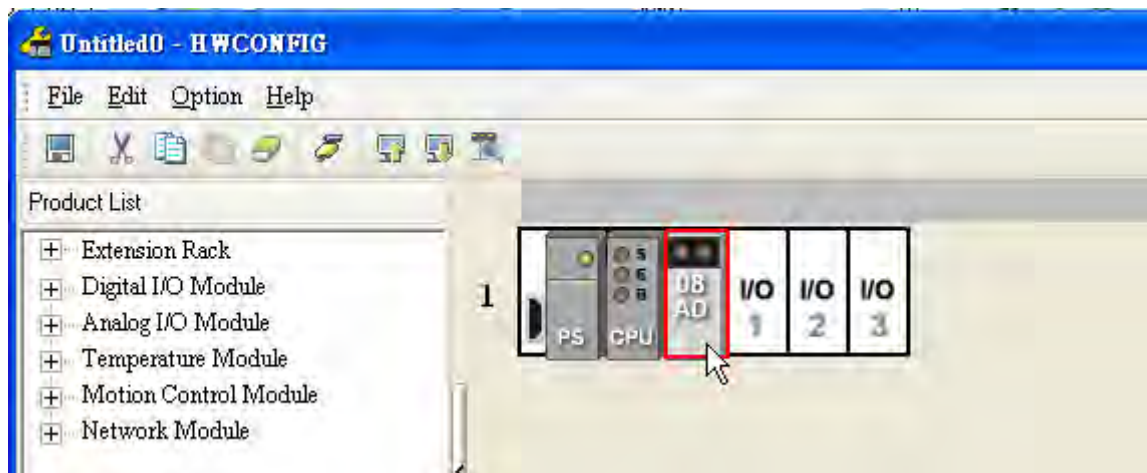 Untitled0 - HWCONFIG
File Edit Option Help
Product List
Extension Rack
Digital I/O Module
Analog I/O Module
Temperature Module
Motion Control Module
Network Module
1
PS
CPU
08
AD
I/O
1
I/O
2
I/O
3